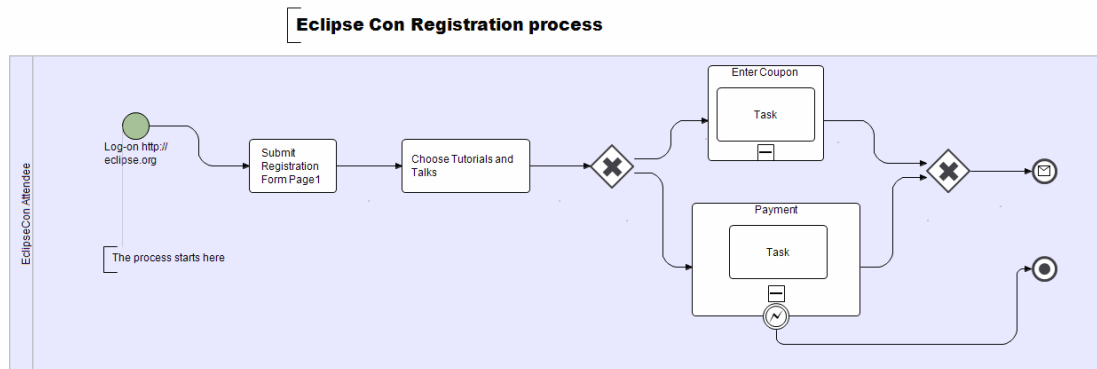 Eclipse Con Registration process
EclipseCon Attendee
Log-on http://
eclipse.org
The process starts here
Submit
Registration
Form Page1
Choose Tutorials and
Talks
Enter Coupon
Task
Payment
Task